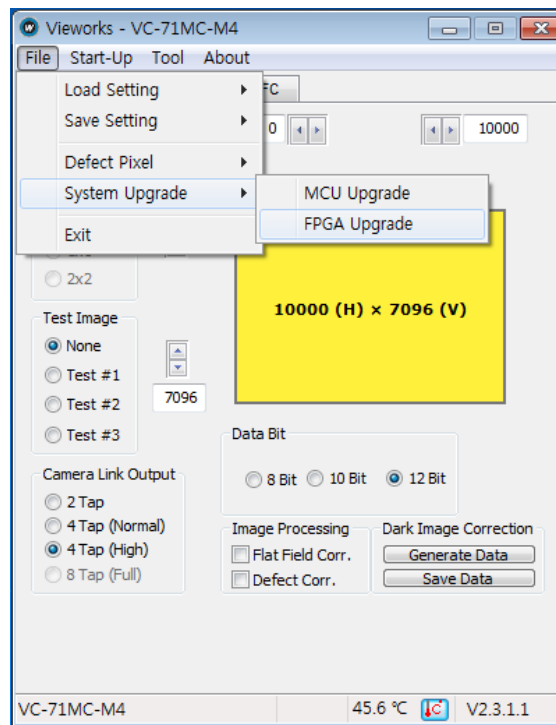 Vieworks - VC-71MC-M4
File Start-Up Tool About
Load Setting
Save Setting
Defect Pixel
System Upgrade
Exit
MCU Upgrade
FPGA Upgrade
FC
0
10000
2x2
10000 (H) × 7096 (V)
Test Image
None
Test #1
Test #2
Test #3
7096
Data Bit
8 Bit 10 Bit 12 Bit
Camera Link Output
2 Tap
4 Tap (Normal)
4 Tap (High)
8 Tap (Full)
Image Processing
Flat Field Corr.
Defect Corr.
Dark Image Correction
Generate Data
Save Data
VC-71MC-M4 45.6 ℃ V2.3.1.1